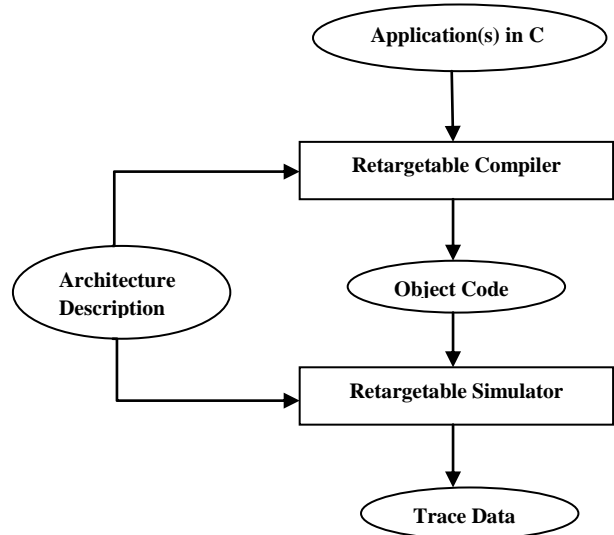 Application(s) in C
Retargetable Compiler
Architecture
Description
Object Code
Retargetable Simulator
Trace Data